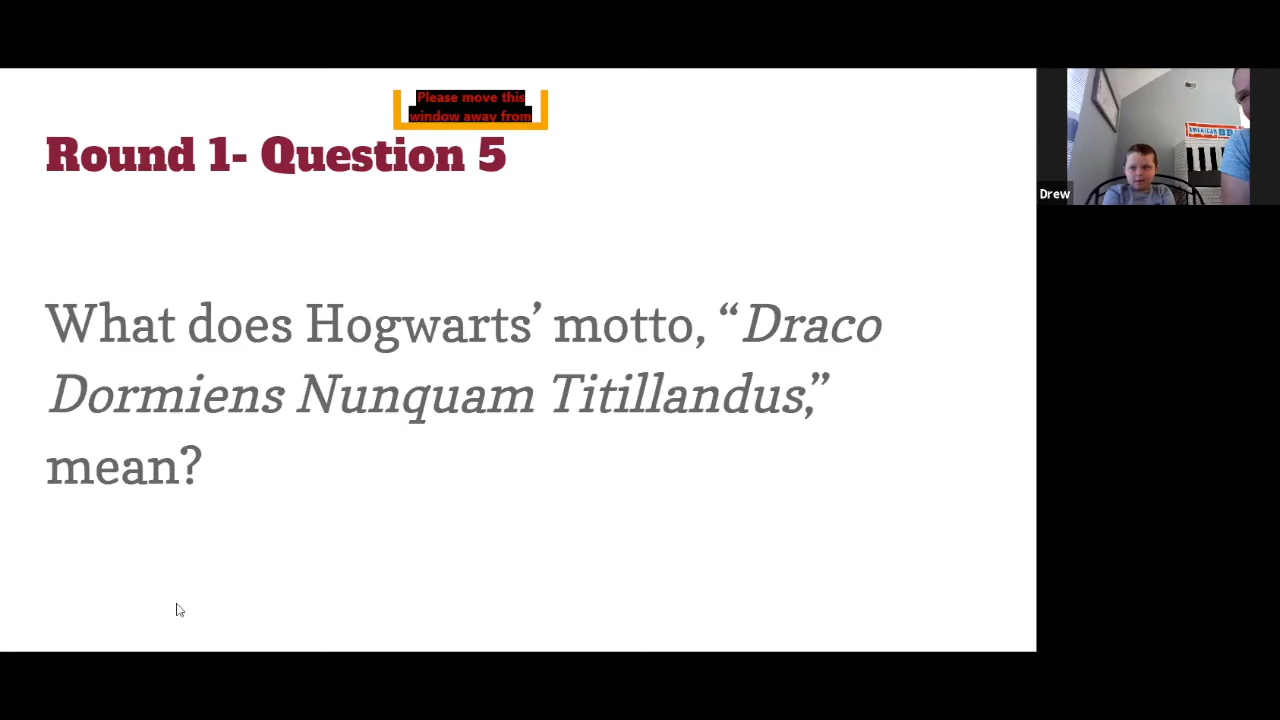 Please move this
window away from
Round 1- Question 5
What does Hogwarts’ motto, “Draco
Dormiens Nunquam Titillandus,”
mean?
Drew
AMERICAN